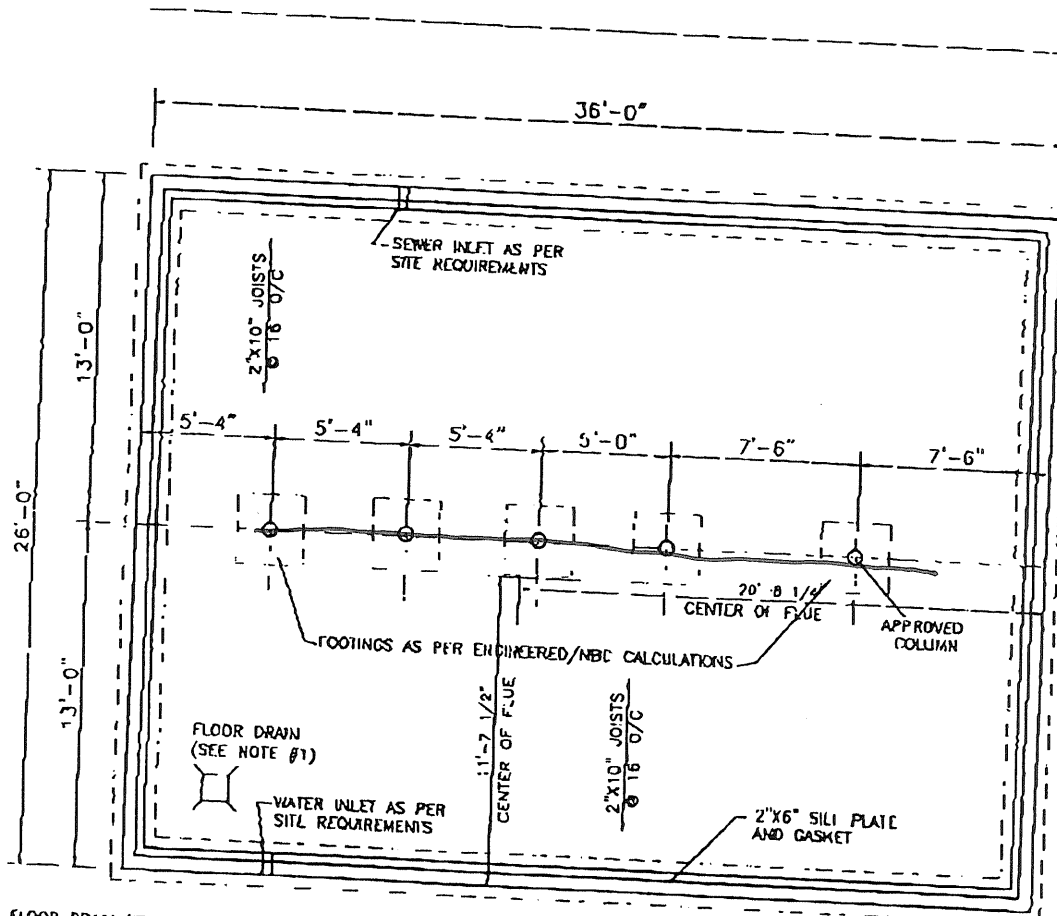 36'-0"
SEWER INLET AS PER
SITE REQUIREMENTS
2"X10" JOISTS
@ 16 O/C
13'-0"
26'-0"
13'-0"
5'-4"
5'-4"
5'-4"
5'-0"
7'-6"
7'-6"
20' 8 1/4"
CENTER OF FLUE
APPROVED
COLUMN
FOOTINGS AS PER ENGINEERED/NBC CALCULATIONS
11'-7 1/2"
CENTER OF FLUE
2"X10" JOISTS
@ 16 O/C
FLOOR DRAIN
(SEE NOTE #1)
WATER INLET AS PER
SITE REQUIREMENTS
2"X6" SILL PLATE
AND GASKET
FLOOR DRAIN